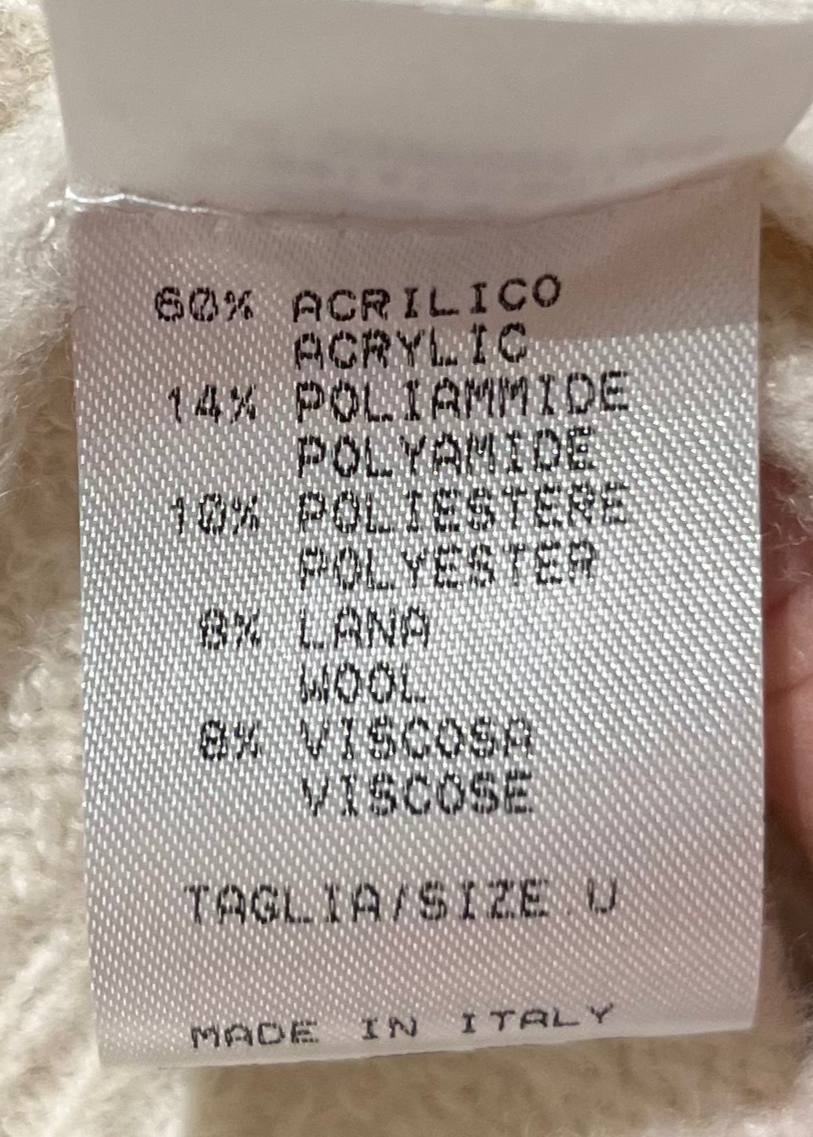 60% ACRILICO
ACRYLIC
14% POLIAMMIDE
POLYAMIDE
10% POLIESTERE
POLYESTER
8% LANA
WOOL
8% VISCOSA
VISCOSE
TAGLIA/SIZE U
MADE IN ITALY